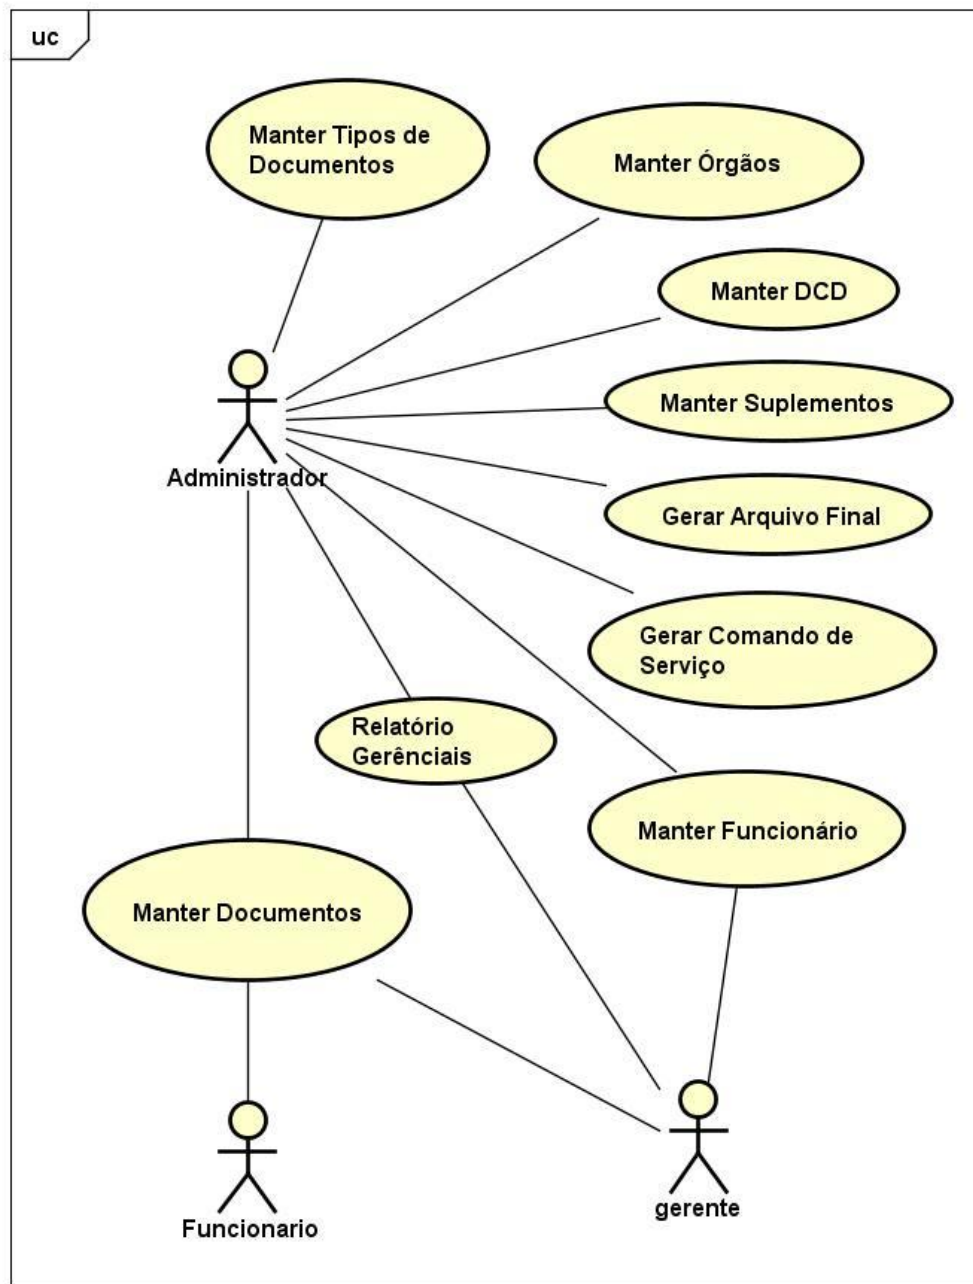 uc
Manter Tipos de
Documentos
Manter Órgãos
Manter DCD
Manter Suplementos
Administrador
Gerar Arquivo Final
Gerar Comando de
Serviço
Relatório
Gerênciais
Manter Funcionário
Manter Documentos
Funcionario
gerente